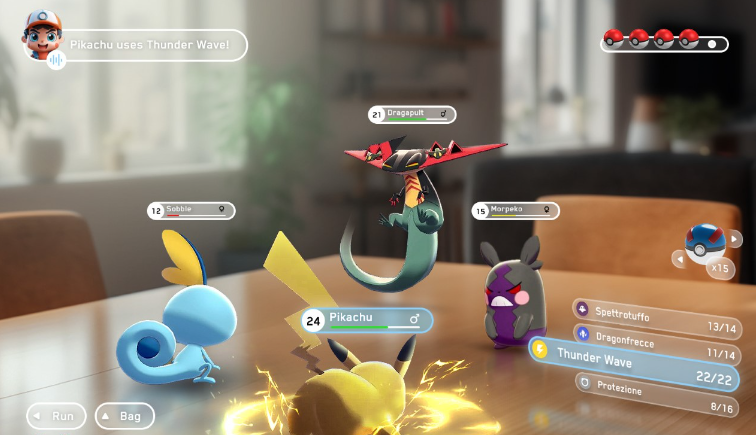 Pikachu uses Thunder Wave!
21 Dragapult
12 Sobble
15 Morpeko
x15
24 Pikachu
Spettrotuffo 13/14
Dragonfrecce 11/14
Thunder Wave 22/22
Protezione 8/16
Run
Bag